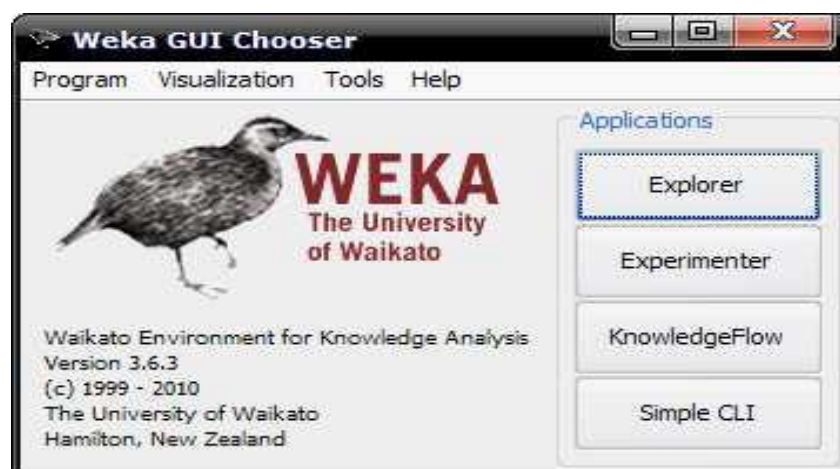 Weka GUI Chooser
Program Visualization Tools Help
WEKA
The University
of Waikato
Waikato Environment for Knowledge Analysis
Version 3.6.3
(c) 1999 - 2010
The University of Waikato
Hamilton, New Zealand
Applications
Explorer
Experimenter
KnowledgeFlow
Simple CLI